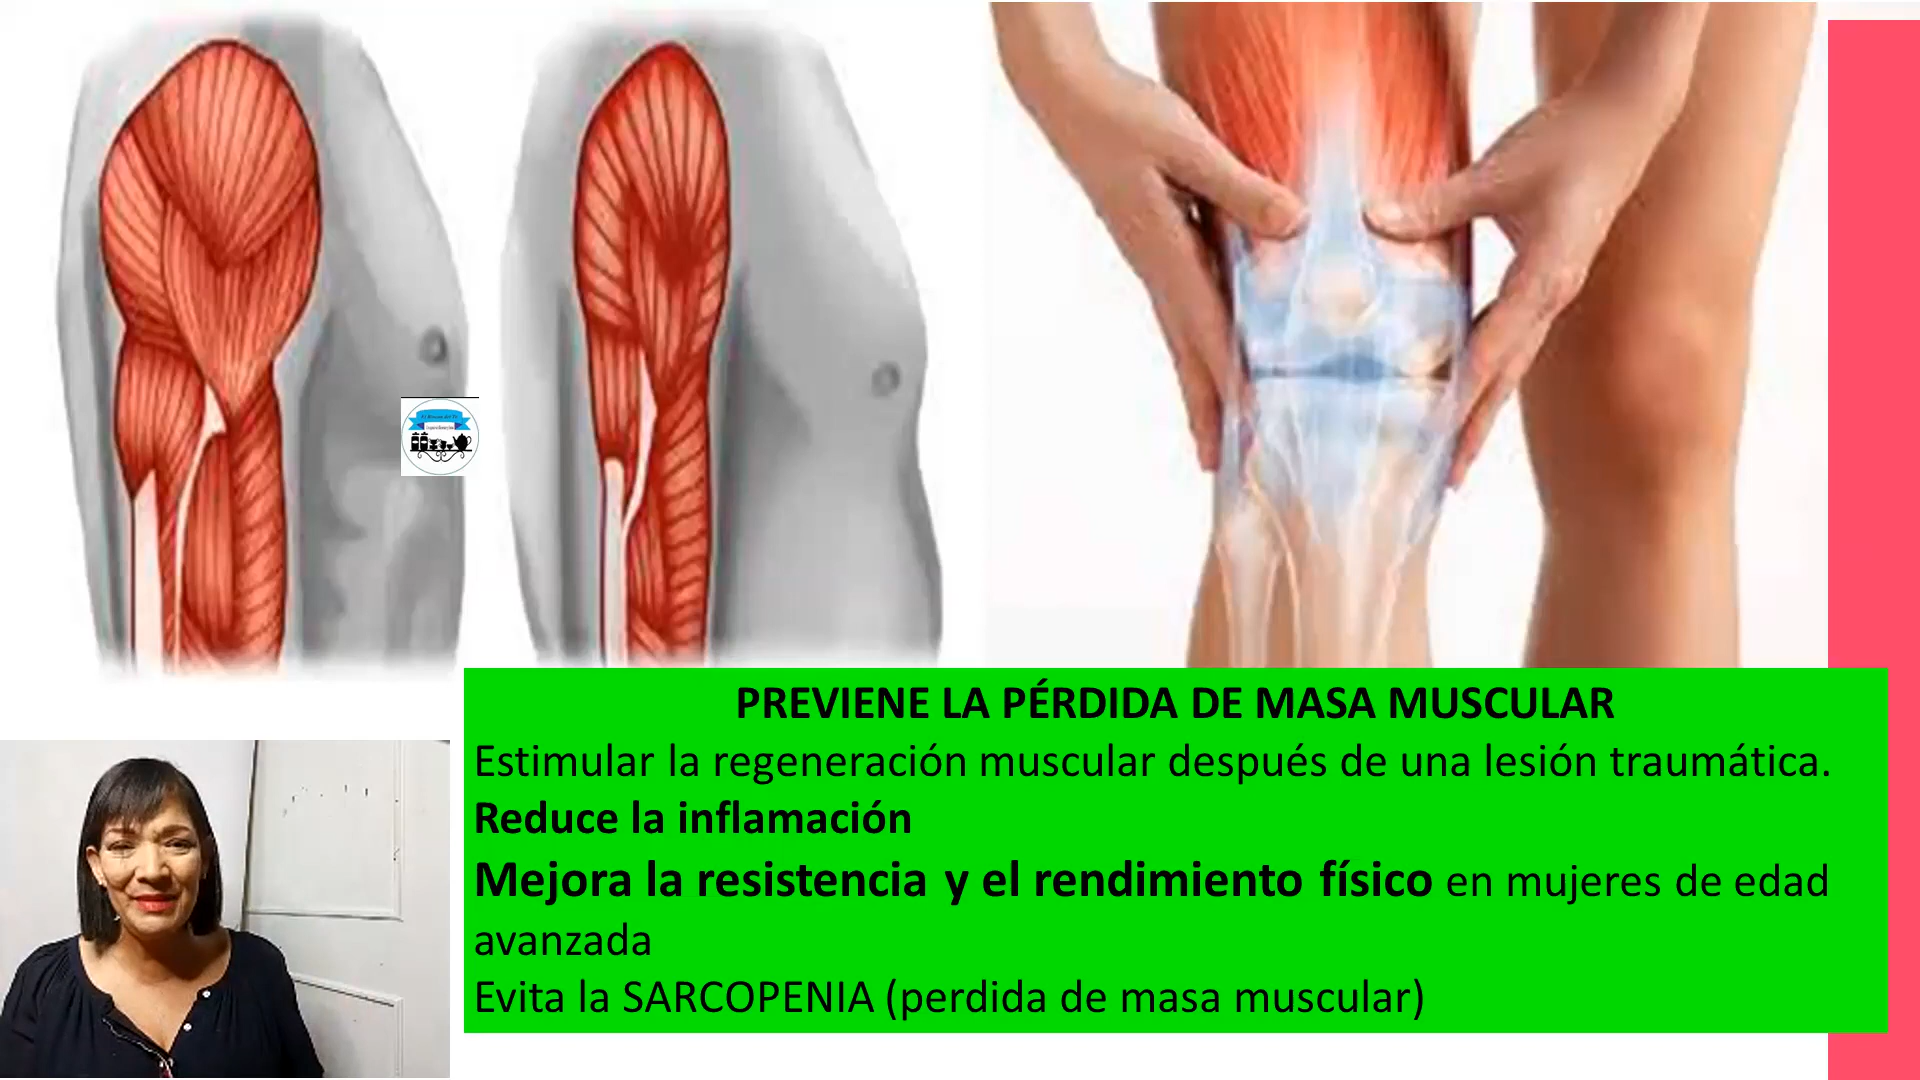 PREVIENE LA PÉRDIDA DE MASA MUSCULAR
Estimular la regeneración muscular después de una lesión traumática.
Reduce la inflamación
Mejora la resistencia y el rendimiento físico en mujeres de edad
avanzada
Evita la SARCOPENIA (perdida de masa muscular)